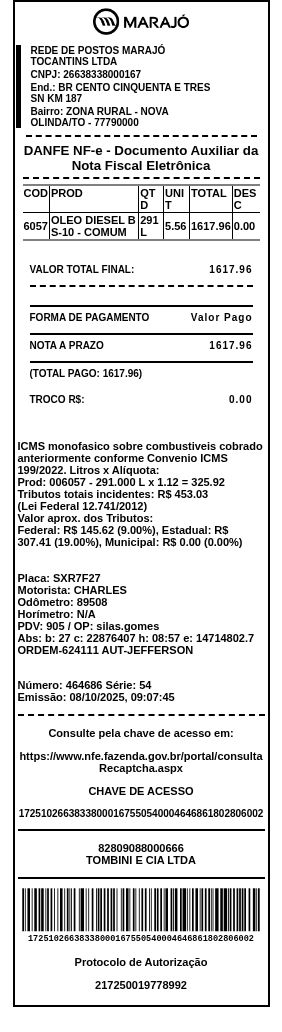 MARAJÓ
REDE DE POSTOS MARAJÓ
TOCANTINS LTDA
CNPJ: 26638338000167
End.: BR CENTO CINQUENTA E TRES
SN KM 187
Bairro: ZONA RURAL - NOVA
OLINDA/TO - 77790000
DANFE NF-e - Documento Auxiliar da
Nota Fiscal Eletrônica
COD PROD QT UNI TOTAL DES
D T C
6057 OLEO DIESEL B 291 5.56 1617.96 0.00
S-10 - COMUM L
VALOR TOTAL FINAL: 1617.96
FORMA DE PAGAMENTO Valor Pago
NOTA A PRAZO 1617.96
(TOTAL PAGO: 1617.96)
TROCO R$: 0.00
ICMS monofasico sobre combustiveis cobrado
anteriormente conforme Convenio ICMS
199/2022. Litros x Alíquota:
Prod: 006057 - 291.000 L x 1.12 = 325.92
Tributos totais incidentes: R$ 453.03
(Lei Federal 12.741/2012)
Valor aprox. dos Tributos:
Federal: R$ 145.62 (9.00%), Estadual: R$
307.41 (19.00%), Municipal: R$ 0.00 (0.00%)
Placa: SXR7F27
Motorista: CHARLES
Odômetro: 89508
Horímetro: N/A
PDV: 905 / OP: silas.gomes
Abs: b: 27 c: 22876407 h: 08:57 e: 14714802.7
ORDEM-624111 AUT-JEFFERSON
Número: 464686 Série: 54
Emissão: 08/10/2025, 09:07:45
Consulte pela chave de acesso em:
https://www.nfe.fazenda.gov.br/portal/consulta
Recaptcha.aspx
CHAVE DE ACESSO
17251026638338000167550540004646861802806002
82809088000666
TOMBINI E CIA LTDA
17251026638338000167550540004646861802806002
Protocolo de Autorização
217250019778992